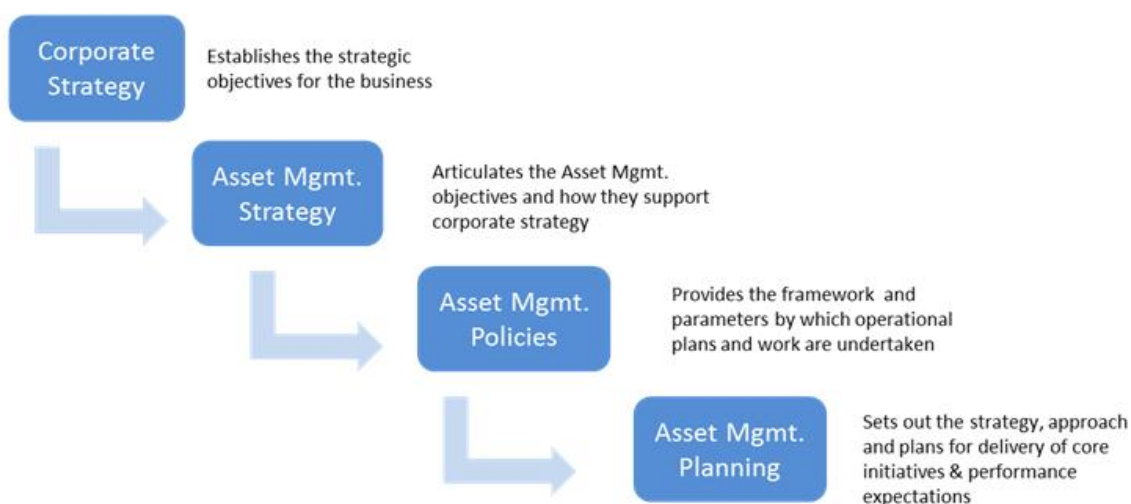 Corporate
Strategy
Establishes the strategic
objectives for the business
Asset Mgmt.
Strategy
Articulates the Asset Mgmt.
objectives and how they support
corporate strategy
Asset Mgmt.
Policies
Provides the framework and
parameters by which operational
plans and work are undertaken
Asset Mgmt.
Planning
Sets out the strategy, approach
and plans for delivery of core
initiatives & performance
expectations